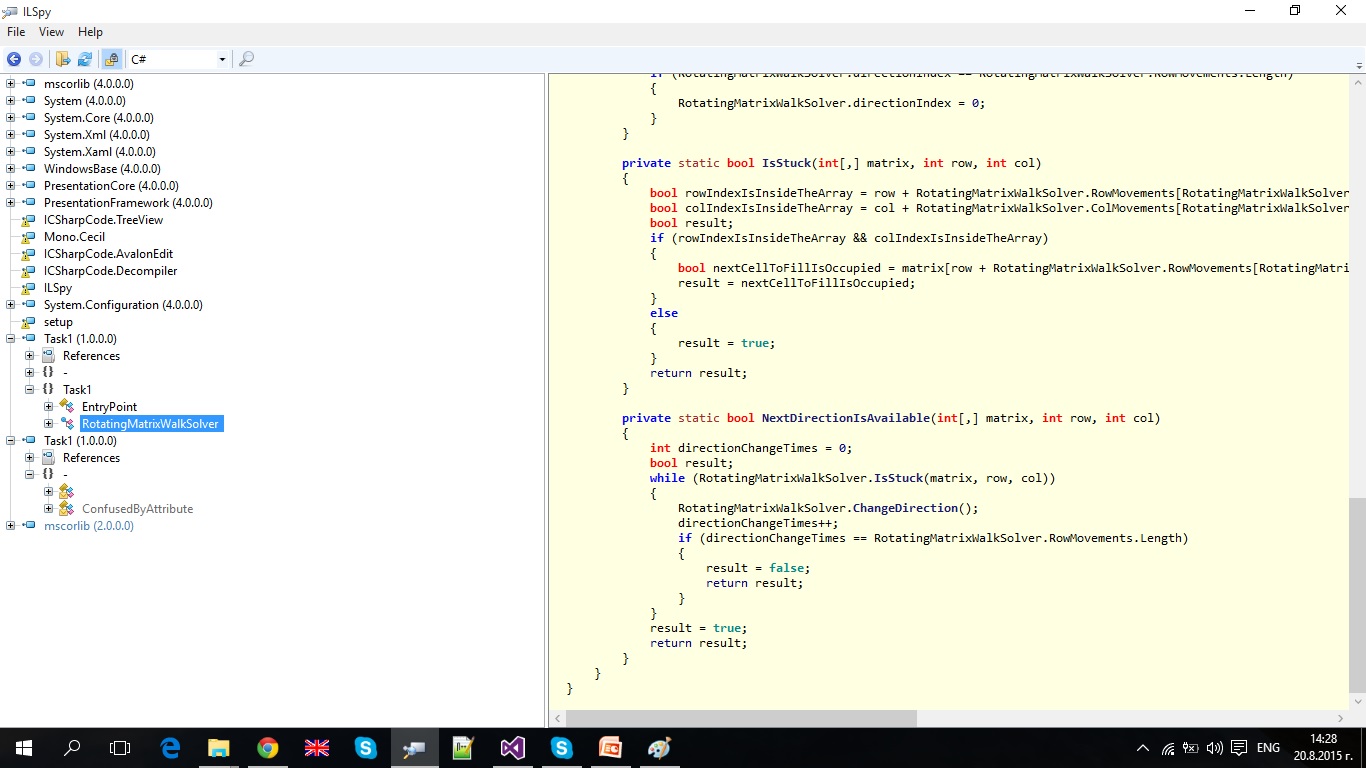 ILSpy
File View Help
C#
mscorlib (4.0.0.0)
System (4.0.0.0)
System.Core (4.0.0.0)
System.Xml (4.0.0.0)
System.Xaml (4.0.0.0)
WindowsBase (4.0.0.0)
PresentationCore (4.0.0.0)
PresentationFramework (4.0.0.0)
ICSharpCode.TreeView
Mono.Cecil
ICSharpCode.AvalonEdit
ICSharpCode.Decompiler
ILSpy
System.Configuration (4.0.0.0)
setup
Task1 (1.0.0.0)
References
{} -
{} Task1
EntryPoint
RotatingMatrixWalkSolver
Task1 (1.0.0.0)
References
{} -
ConfusedByAttribute
mscorlib (2.0.0.0)
if (RotatingMatrixWalkSolver.directionIndex == RotatingMatrixWalkSolver.RowMovements.Length)
{
RotatingMatrixWalkSolver.directionIndex = 0;
}
}
private static bool IsStuck(int[,] matrix, int row, int col)
{
bool rowIndexIsInsideTheArray = row + RotatingMatrixWalkSolver.RowMovements[RotatingMatrixWalkSolver
bool colIndexIsInsideTheArray = col + RotatingMatrixWalkSolver.ColMovements[RotatingMatrixWalkSolver
bool result;
if (rowIndexIsInsideTheArray && colIndexIsInsideTheArray)
{
bool nextCellToFillIsOccupied = matrix[row + RotatingMatrixWalkSolver.RowMovements[RotatingMatri
result = nextCellToFillIsOccupied;
}
else
{
result = true;
}
return result;
}
private static bool NextDirectionIsAvailable(int[,] matrix, int row, int col)
{
int directionChangeTimes = 0;
bool result;
while (RotatingMatrixWalkSolver.IsStuck(matrix, row, col))
{
RotatingMatrixWalkSolver.ChangeDirection();
directionChangeTimes++;
if (directionChangeTimes == RotatingMatrixWalkSolver.RowMovements.Length)
{
result = false;
return result;
}
}
result = true;
return result;
}
}
}
ENG
14:28
20.8.2015 г.